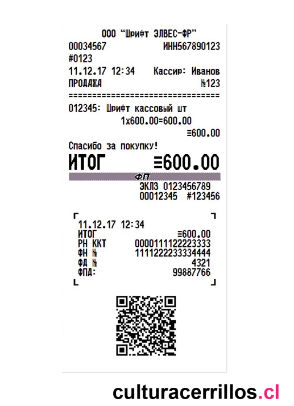 ООО "Шрифт ЭЛВЕС-ФР"
00034567 ИНН567890123
#0123
11.12.17 12:34 Кассир: Иванов
ПРОДАЖА №123
012345: Шрифт кассовый шт
1х600.00=600.00
≡600.00
Спасибо за покупку!
ИТОГ ≡600.00
ФП
ЭКЛЗ 0123456789
00012345 #123456
11.12.17 12:34
ИТОГ ≡600.00
РН ККТ 0000111122223333
ФН № 1111222233334444
ФД № 4321
ФПД: 99887766
culturacerrillos.cl